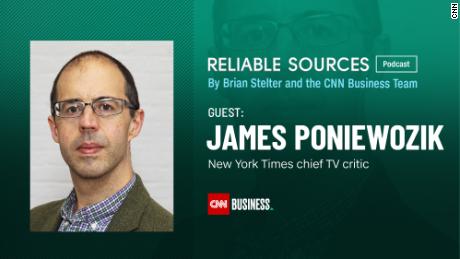 CNN
RELIABLE SOURCES Podcast
By Brian Stelter and the CNN Business Team
GUEST:
JAMES PONIEWOZIK
New York Times chief TV critic
CNN BUSINESS